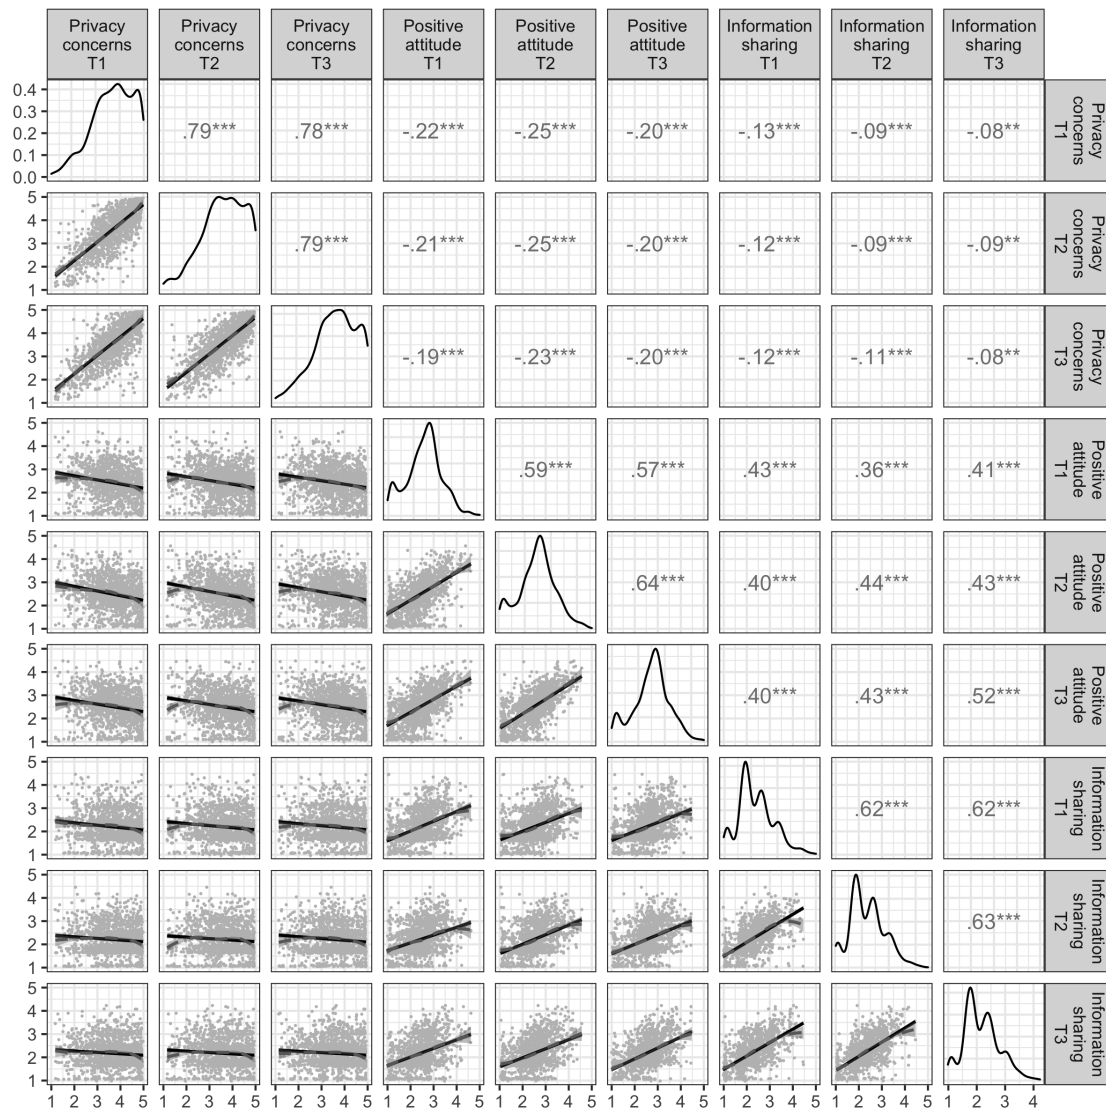 Privacy concerns T1
Privacy concerns T2
Privacy concerns T3
Positive attitude T1
Positive attitude T2
Positive attitude T3
Information sharing T1
Information sharing T2
Information sharing T3
0.4
0.3
0.2
0.1
0.0
.79*** .78*** -.22*** -.25*** -.20*** -.13*** -.09*** -.08**
Privacy concerns T1
5
4
3
2
1
.79*** -.21*** -.25*** -.20*** -.12*** -.09*** -.09**
Privacy concerns T2
5
4
3
2
1
-.19*** -.23*** -.20*** -.12*** -.11*** -.08**
Privacy concerns T3
5
4
3
2
1
.59*** .57*** .43*** .36*** .41***
Positive attitude T1
5
4
3
2
1
.64*** .40*** .44*** .43***
Positive attitude T2
5
4
3
2
1
.40*** .43*** .52***
Positive attitude T3
5
4
3
2
1
.62*** .62***
Information sharing T1
5
4
3
2
1
.63***
Information sharing T2
5
4
3
2
1
Information sharing T3
1 2 3 4 5 1 2 3 4 5 1 2 3 4 5 1 2 3 4 5 1 2 3 4 5 1 2 3 4 5 1 2 3 4 5 1 2 3 4 5 1 2 3 4